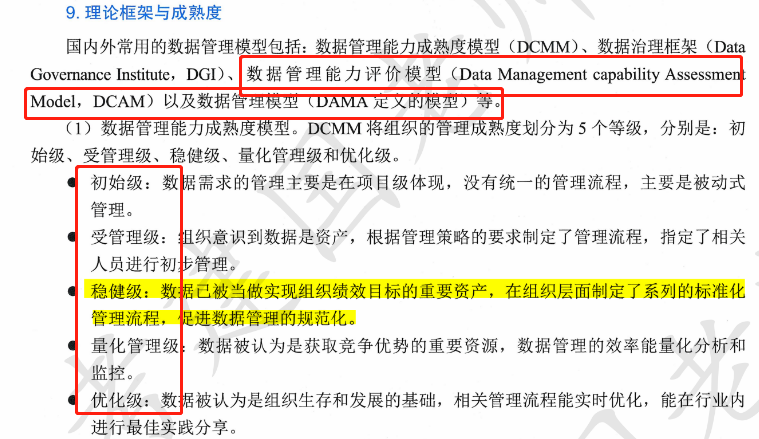 9. 理论框架与成熟度
国内外常用的数据管理模型包括：数据管理能力成熟度模型（DCMM）、数据治理框架（Data
Governance Institute，DGI）、数据管理能力评价模型（Data Management capability Assessment
Model，DCAM）以及数据管理模型（DAMA 定义的模型）等。
（1）数据管理能力成熟度模型。DCMM 将组织的管理成熟度划分为 5 个等级，分别是：初
始级、受管理级、稳健级、量化管理级和优化级。
● 初始级：数据需求的管理主要是在项目级体现，没有统一的管理流程，主要是被动式
管理。
● 受管理级：组织意识到数据是资产，根据管理策略的要求制定了管理流程，指定了相关
人员进行初步管理。
● 稳健级：数据已被当做实现组织绩效目标的重要资产，在组织层面制定了系列的标准化
管理流程，促进数据管理的规范化。
● 量化管理级：数据被认为是获取竞争优势的重要资源，数据管理的效率能量化分析和
监控。
● 优化级：数据被认为是组织生存和发展的基础，相关管理流程能实时优化，能在行业内
进行最佳实践分享。